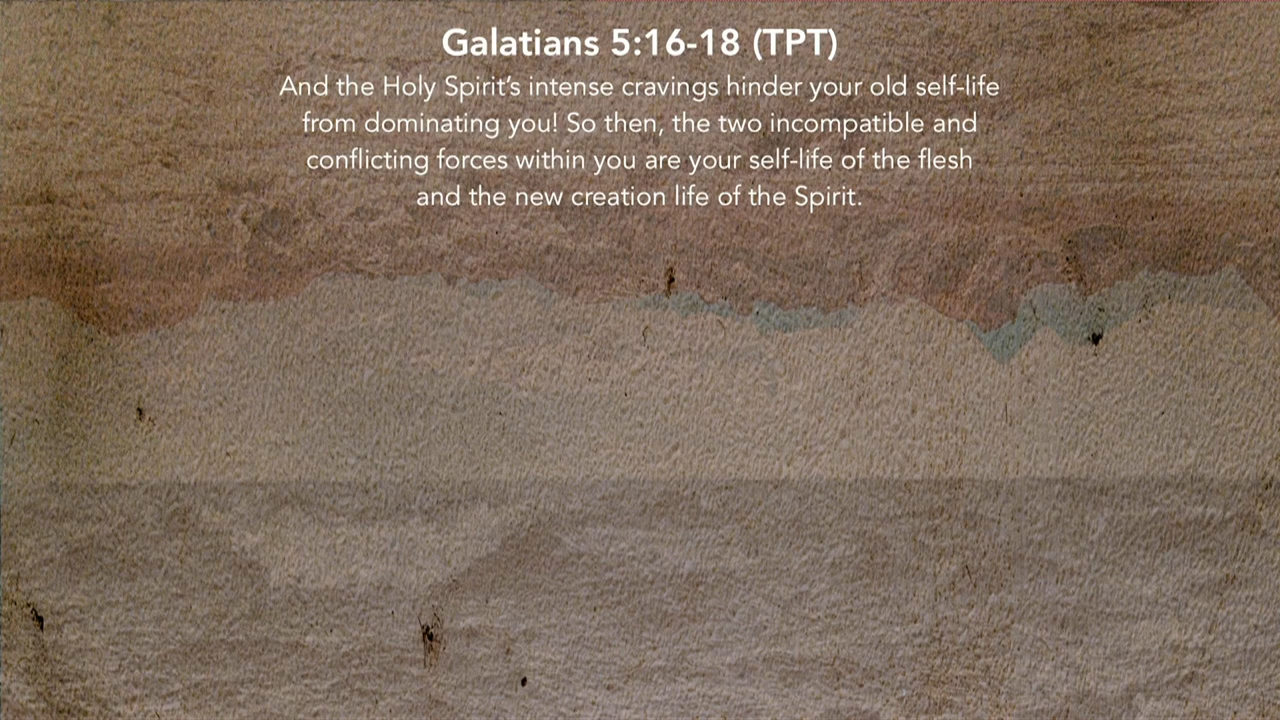 Galatians 5:16-18 (TPT)
And the Holy Spirit’s intense cravings hinder your old self-life
from dominating you! So then, the two incompatible and
conflicting forces within you are your self-life of the flesh
and the new creation life of the Spirit.